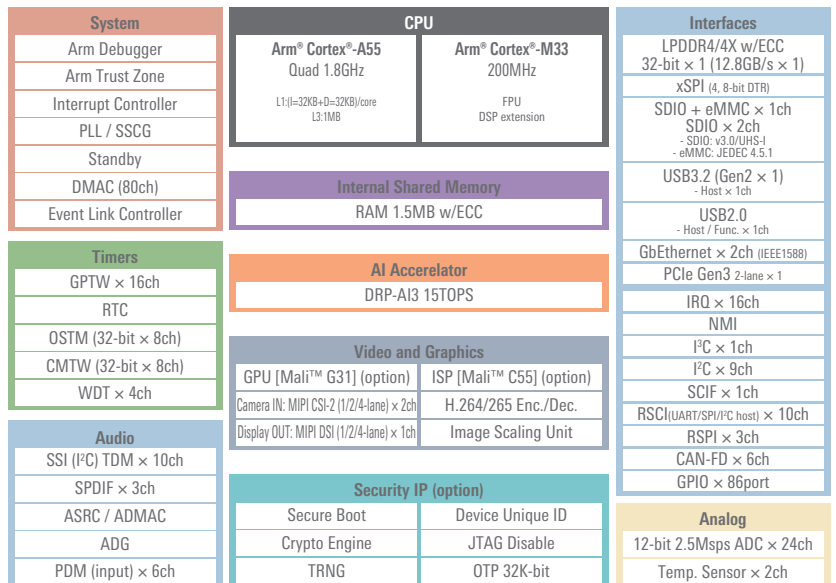 System
Arm Debugger
Arm Trust Zone
Interrupt Controller
PLL / SSCG
Standby
DMAC (80ch)
Event Link Controller
Timers
GPTW × 16ch
RTC
OSTM (32-bit × 8ch)
CMTW (32-bit × 8ch)
WDT × 4ch
Audio
SSI (I²C) TDM × 10ch
SPDIF × 3ch
ASRC / ADMAC
ADG
PDM (input) × 6ch
CPU
Arm® Cortex®-A55
Quad 1.8GHz
L1:(I=32KB+D=32KB)/core
L3:1MB
Arm® Cortex®-M33
200MHz
FPU
DSP extension
Internal Shared Memory
RAM 1.5MB w/ECC
AI Accerelator
DRP-AI3 15TOPS
Video and Graphics
GPU [Mali™ G31] (option)
ISP [Mali™ C55] (option)
Camera IN: MIPI CSI-2 (1/2/4-lane) × 2ch
H.264/265 Enc./Dec.
Display OUT: MIPI DSI (1/2/4-lane) × 1ch
Image Scaling Unit
Security IP (option)
Secure Boot
Device Unique ID
Crypto Engine
JTAG Disable
TRNG
OTP 32K-bit
Interfaces
LPDDR4/4X w/ECC
32-bit × 1 (12.8GB/s × 1)
xSPI (4, 8-bit DTR)
SDIO + eMMC × 1ch
SDIO × 2ch
- SDIO: v3.0/UHS-I
- eMMC: JEDEC 4.5.1
USB3.2 (Gen2 × 1)
- Host × 1ch
USB2.0
- Host / Func. × 1ch
GbEthernet × 2ch (IEEE1588)
PCIe Gen3 2-lane × 1
IRQ × 16ch
NMI
I³C × 1ch
I²C × 9ch
SCIF × 1ch
RSCI(UART/SPI/I²C host) × 10ch
RSPI × 3ch
CAN-FD × 6ch
GPIO × 86port
Analog
12-bit 2.5Msps ADC × 24ch
Temp. Sensor × 2ch